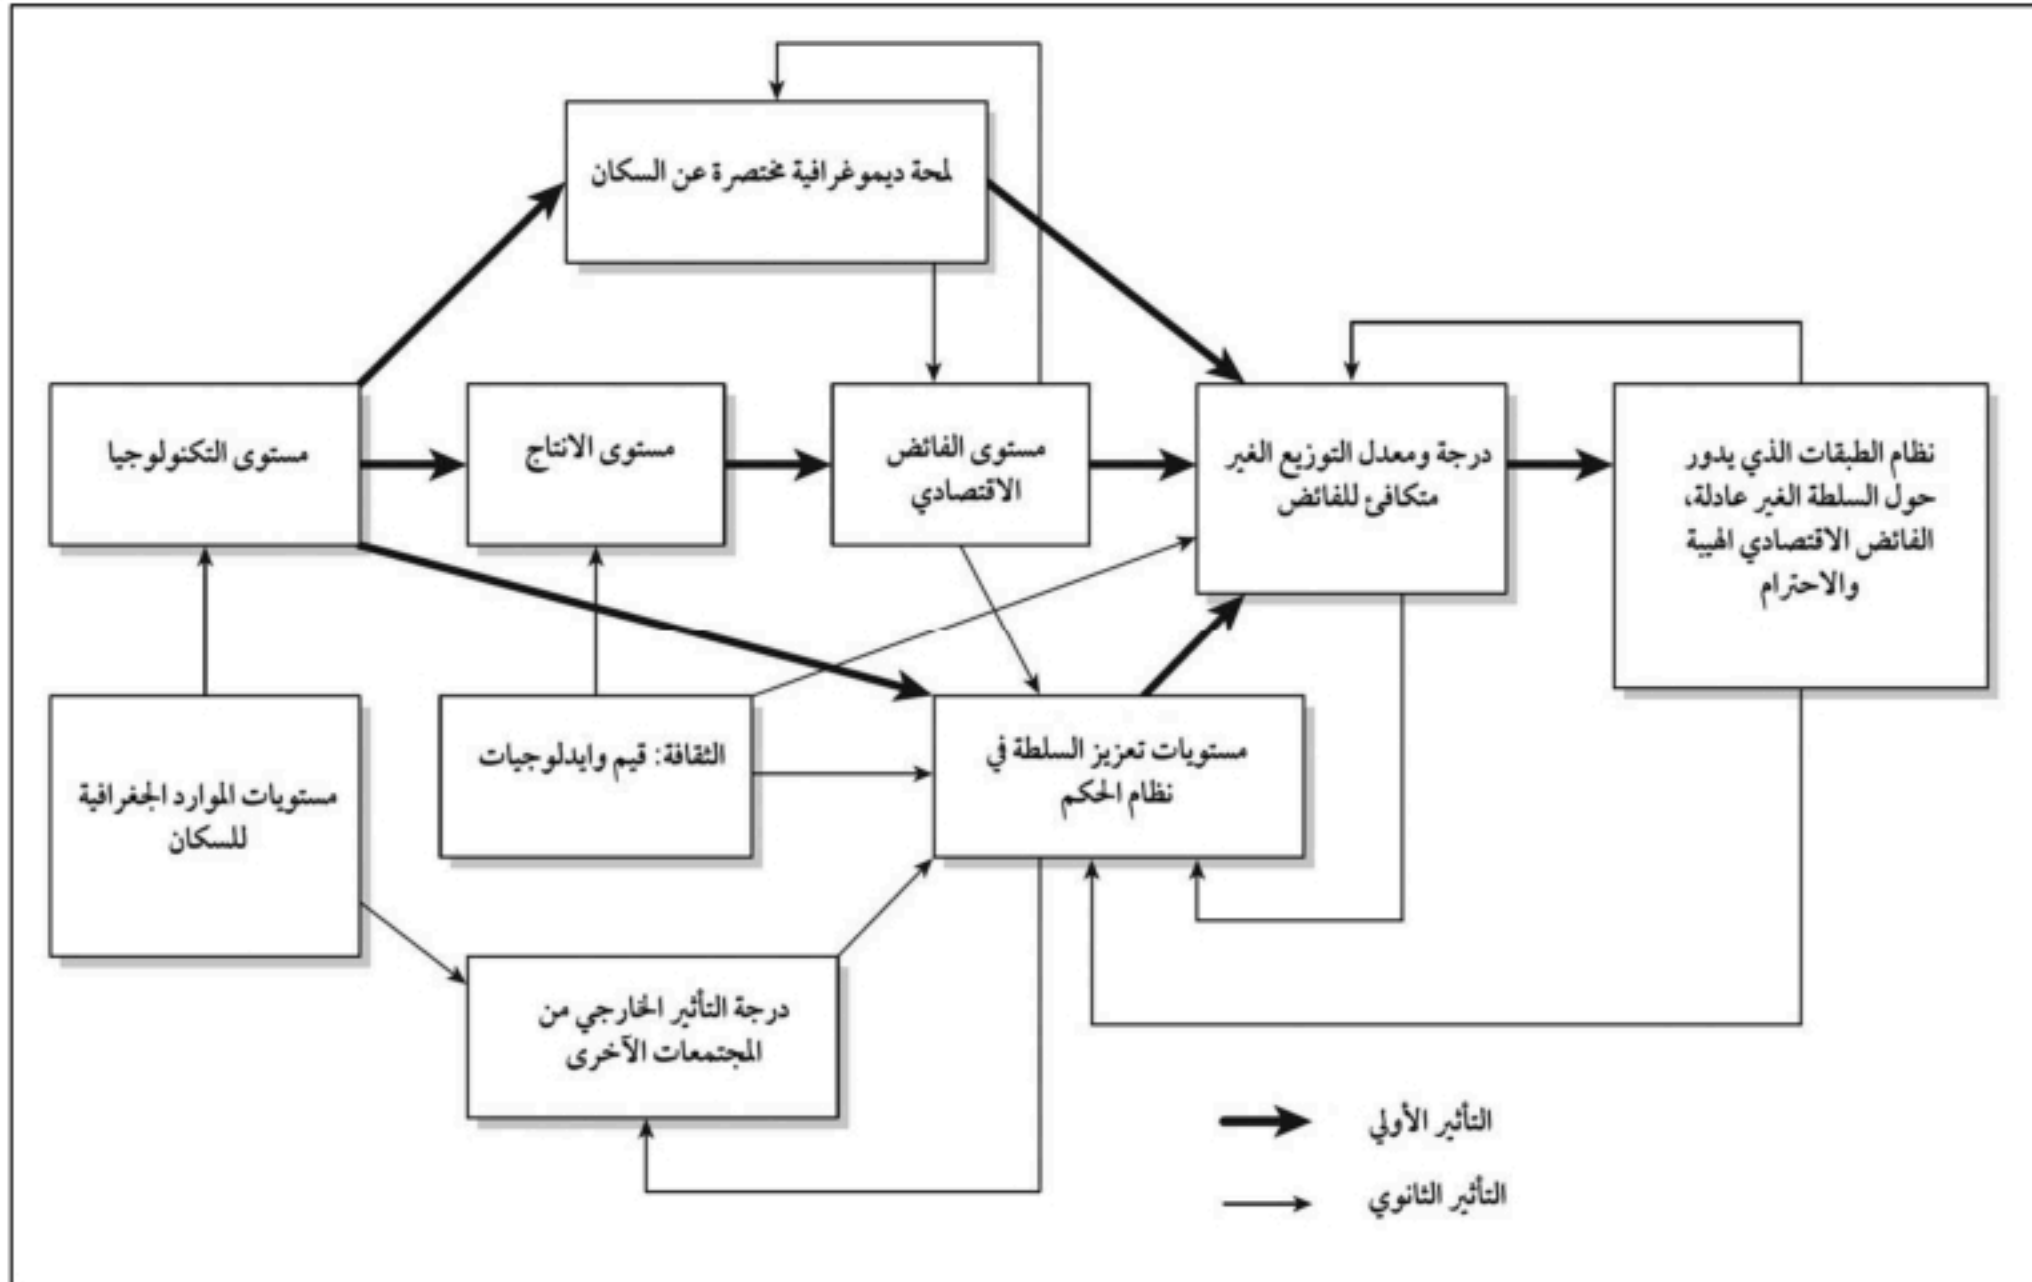 لمحة ديموغرافية مختصرة عن السكان
مستوى التكنولوجيا
مستوى الانتاج
مستوى الفائض
الاقتصادي
درجة ومعدل التوزيع الغير
متكافئ للفائض
نظام الطبقات الذي يدور
حول السلطة الغير عادلة،
الفائض الاقتصادي الهيبة
والاحترام
مستويات الموارد الجغرافية
للسكان
الثقافة: قيم وايدلوجيات
مستويات تعزيز السلطة في
نظام الحكم
درجة التأثير الخارجي من
المجتمعات الآخرى
التأثير الأولي
التأثير الثانوي